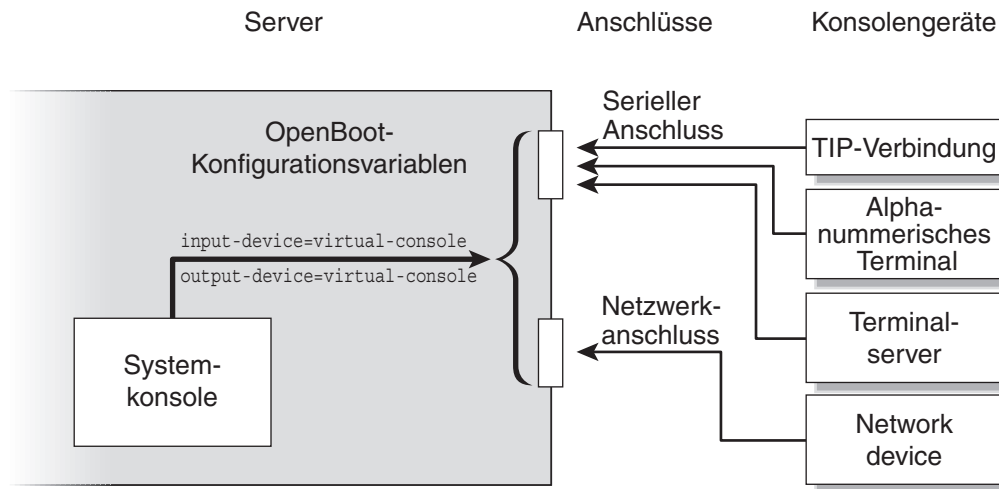 Server
Anschlüsse
Konsolengeräte
OpenBoot-
Konfigurationsvariablen
input-device=virtual-console
output-device=virtual-console
System-
konsole
Serieller
Anschluss
Netzwerk-
anschluss
TIP-Verbindung
Alpha-
nummerisches
Terminal
Terminal-
server
Network
device